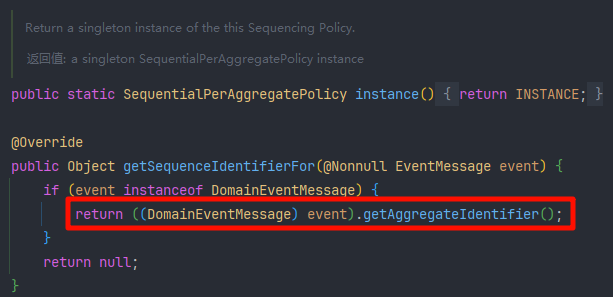 Return a singleton instance of the this Sequencing Policy.
返回值: a singleton SequentialPerAggregatePolicy instance
public static SequentialPerAggregatePolicy instance() { return INSTANCE; }
@Override
public Object getSequenceIdentifierFor(@Nonnull EventMessage event) {
if (event instanceof DomainEventMessage) {
return ((DomainEventMessage) event).getAggregateIdentifier();
}
return null;
}